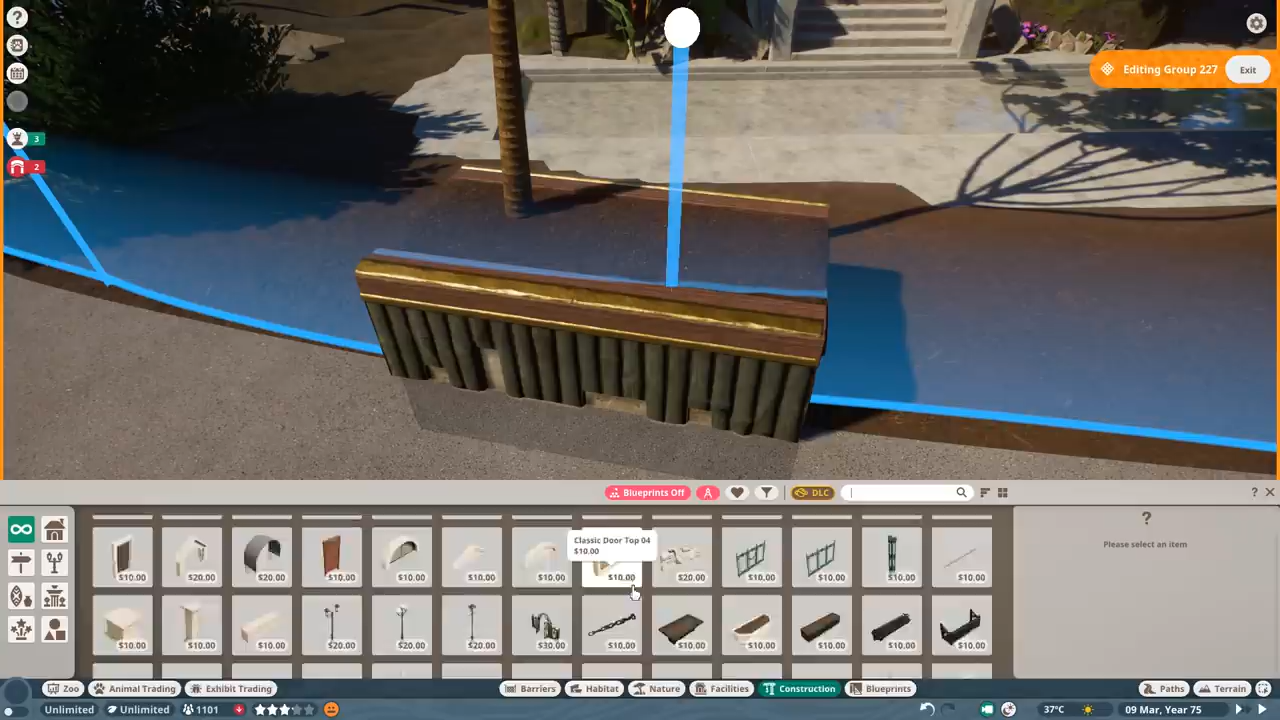 ?
Editing Group 227
Exit
3
2
Blueprints Off
DLC
?
Classic Door Top 04
$10.00
$10.00 $20.00 $20.00 $10.00 $10.00 $10.00 $10.00 $10.00 $20.00 $10.00 $10.00 $10.00 $10.00
$10.00 $10.00 $10.00 $20.00 $20.00 $20.00 $30.00 $10.00 $10.00 $10.00 $10.00 $10.00 $10.00
?
Please select an item
Zoo
Animal Trading
Exhibit Trading
Barriers
Habitat
Nature
Facilities
Construction
Blueprints
Paths
Terrain
Unlimited
Unlimited
1101
37°C
09 Mar, Year 75